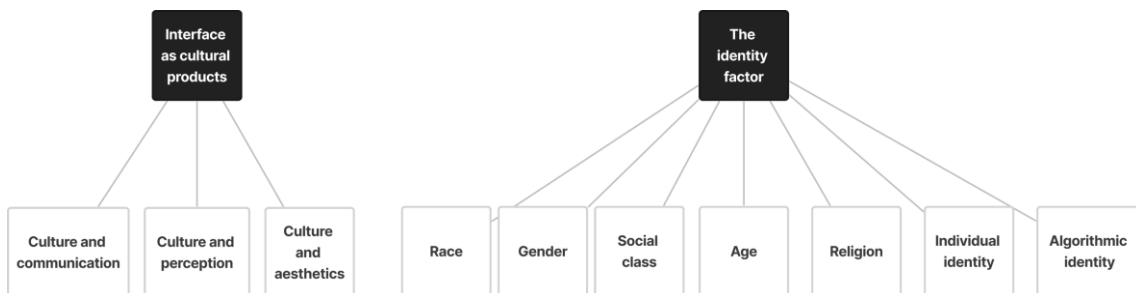 Interface
as cultural
products
The
identity
factor
Culture and
communication
Culture and
perception
Culture
and
aesthetics
Race
Gender
Social
class
Age
Religion
Individual
identity
Algorithmic
identity